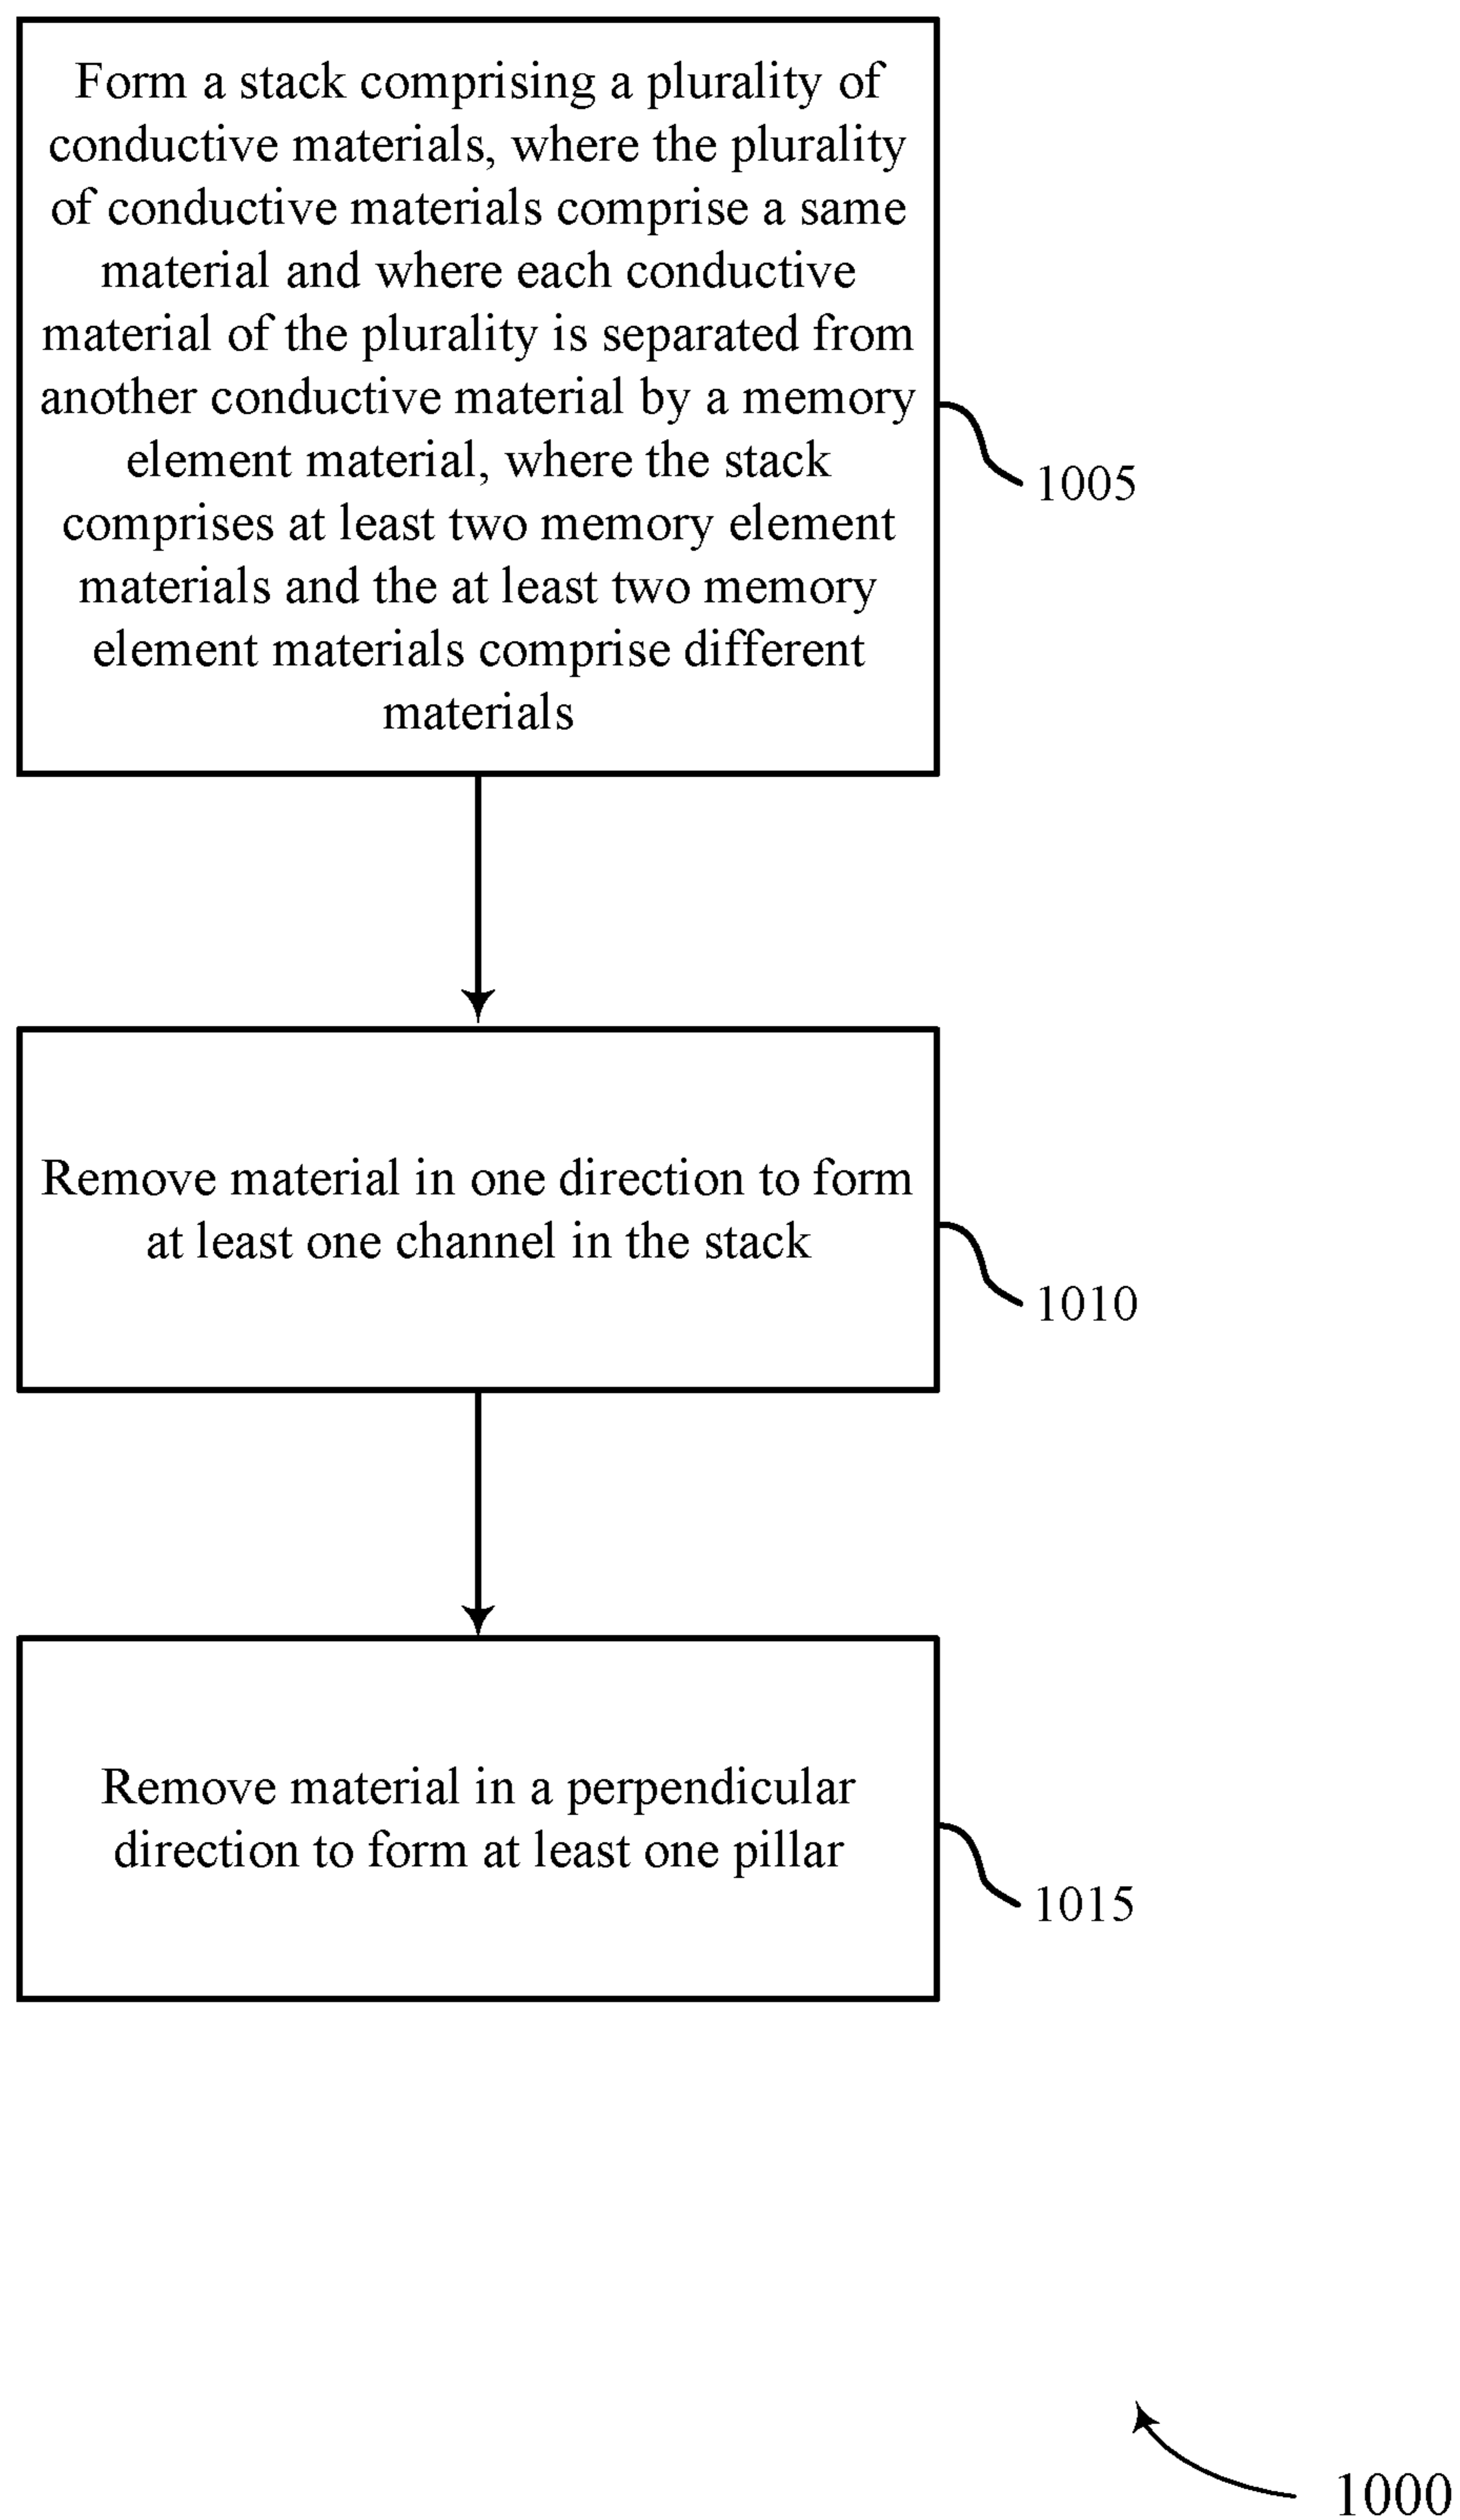 Form a stack comprising a plurality of
conductive materials, where the plurality
of conductive materials comprise a same
material and where each conductive
material of the plurality is separated from
another conductive material by a memory
element material, where the stack
comprises at least two memory element
materials and the at least two memory
element materials comprise different
materials
1005
Remove material in one direction to form
at least one channel in the stack
1010
Remove material in a perpendicular
direction to form at least one pillar
1015
1000